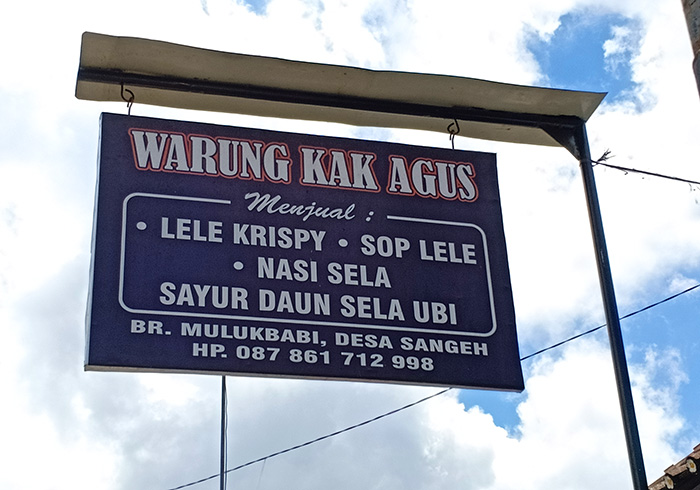 WARUNG KAK AGUS
Menjual :
• LELE KRISPY • SOP LELE
• NASI SELA
SAYUR DAUN SELA UBI
BR. MULUKBABI, DESA SANGEH
HP. 087 861 712 998